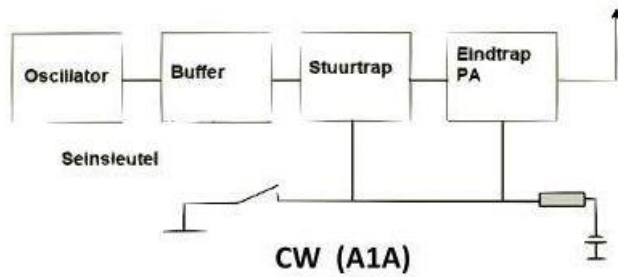 Oscillator
Buffer
Stuurtrap
Eindtrap
PA
Seinsleutel
CW (A1A)